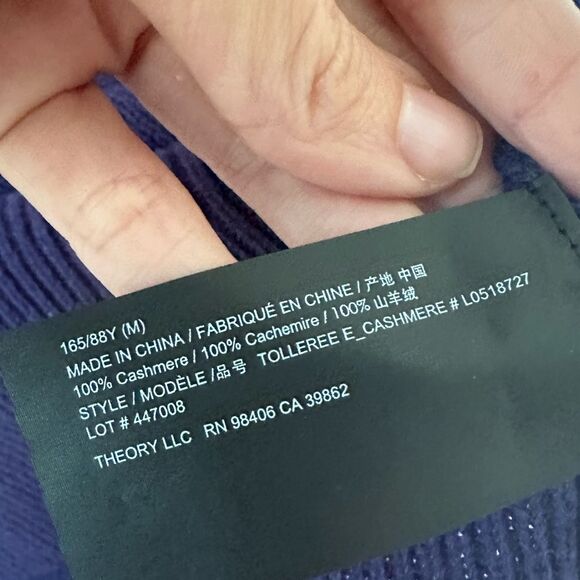 165/88Y (M)
MADE IN CHINA / FABRIQUÉ EN CHINE / 产地 中国
100% Cashmere / 100% Cachemire / 100% 山羊绒
STYLE / MODÈLE /品号 TOLLEREE E_CASHMERE # L0518727
LOT # 447008
THEORY LLC RN 98406 CA 39862